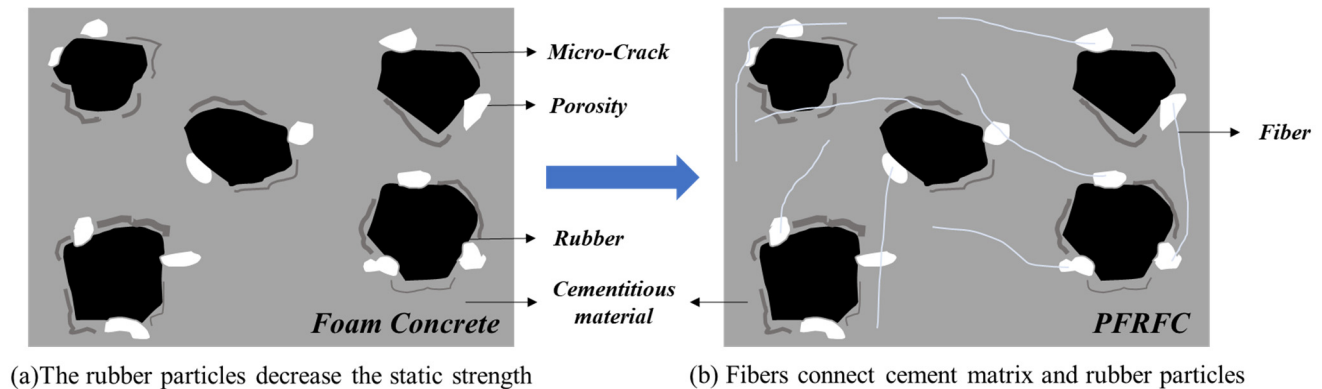 Micro-Crack
Porosity
Rubber
Cementitious
material
Foam Concrete
Fiber
PFRFC
(a)The rubber particles decrease the static strength
(b) Fibers connect cement matrix and rubber particles